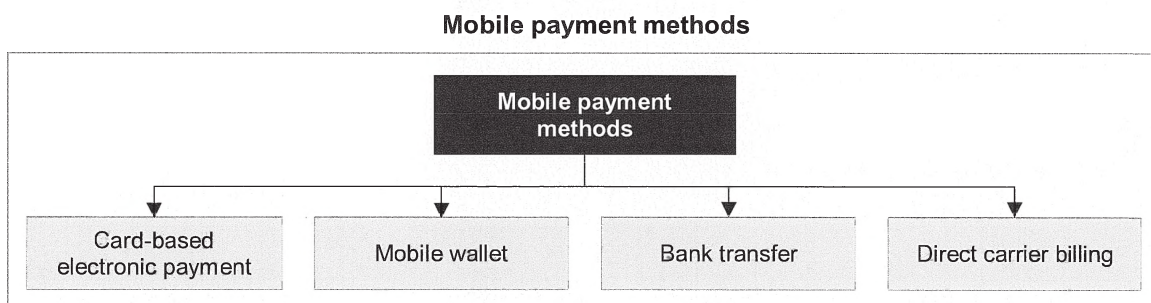 Mobile payment methods
Mobile payment
methods
Card-based
electronic payment
Mobile wallet
Bank transfer
Direct carrier billing